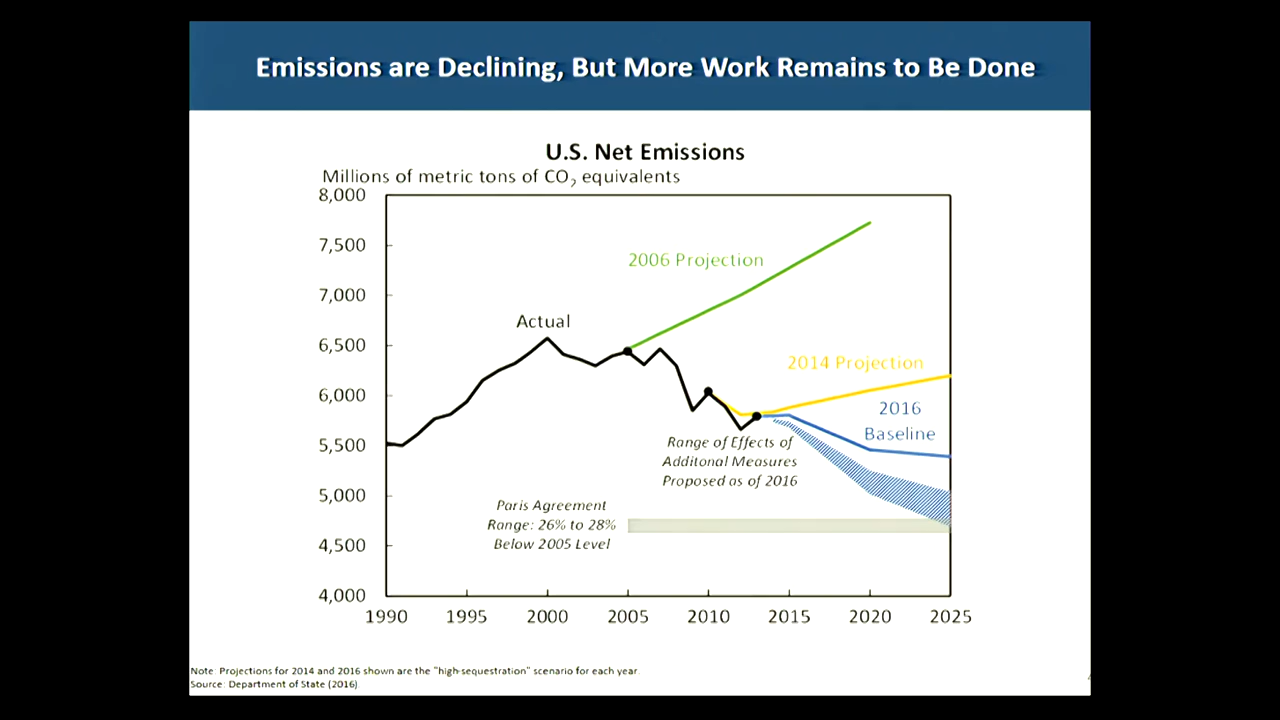 Emissions are Declining, But More Work Remains to Be Done
U.S. Net Emissions
Millions of metric tons of CO₂ equivalents
8,000
7,500
7,000
6,500
6,000
5,500
5,000
4,500
4,000
2006 Projection
Actual
2014 Projection
2016
Baseline
Range of Effects of
Additonal Measures
Proposed as of 2016
Paris Agreement
Range: 26% to 28%
Below 2005 Level
1990 1995 2000 2005 2010 2015 2020 2025
Note: Projections for 2014 and 2016 shown are the "high-sequestration" scenario for each year.
Source: Department of State (2016).